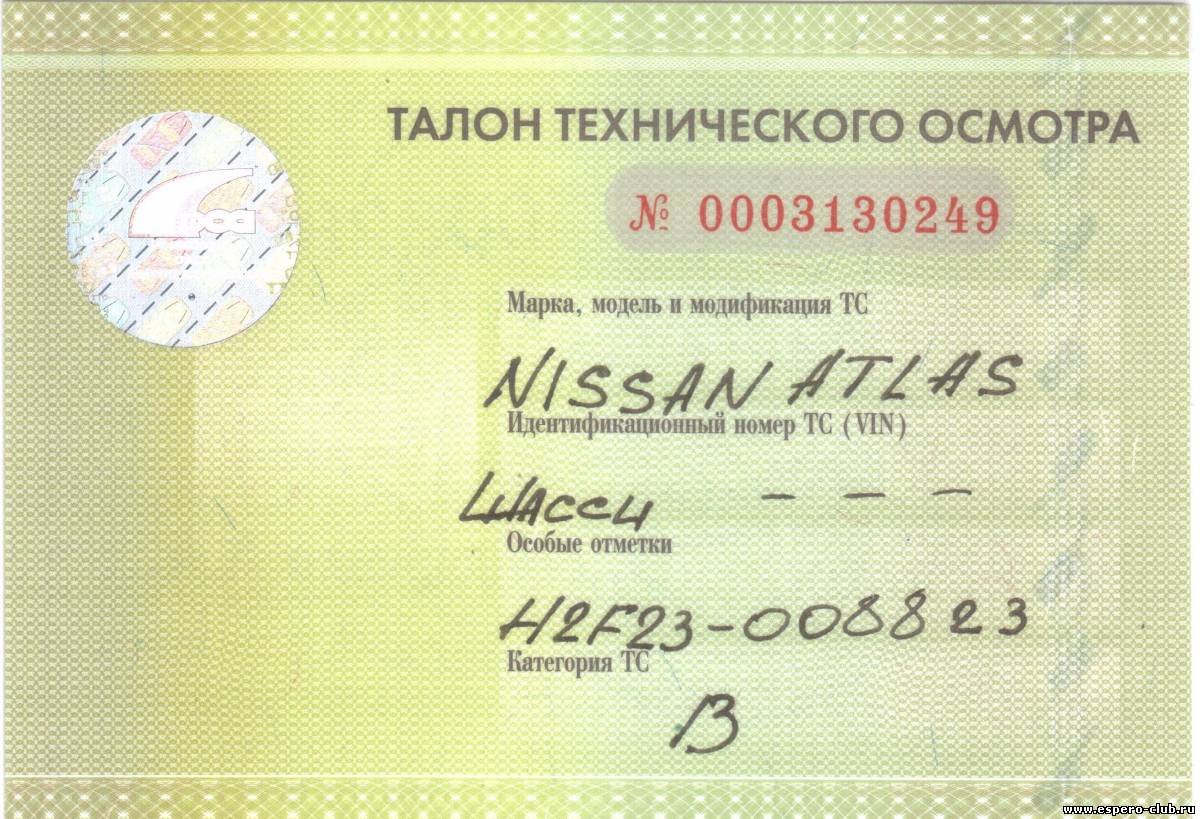 ТАЛОН ТЕХНИЧЕСКОГО ОСМОТРА
№ 0003130249
Марка, модель и модификация ТС
NISSAN ATLAS
Идентификационный номер ТС (VIN)
Шасси - - -
Особые отметки
H2F23-008823
Категория ТС
B
www.espero-club.ru